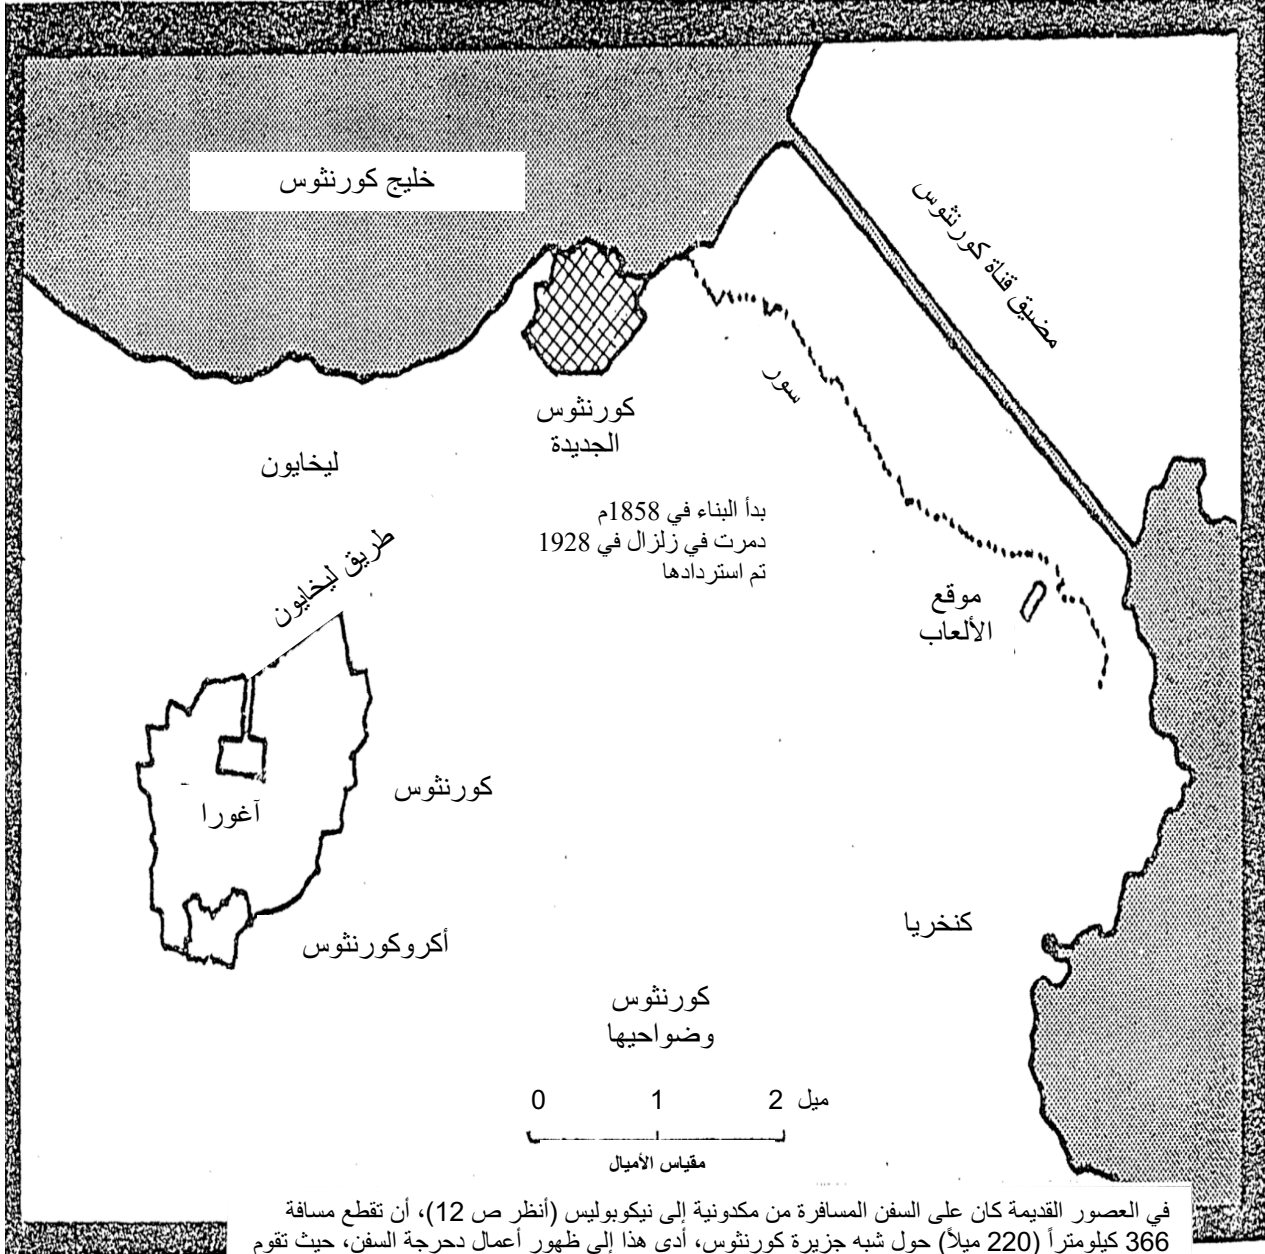 خليج كورنثوس
مضيق قناة كورنثوس
سور
كورنثوس
الجديدة
ليخايون
بدأ البناء في 1858م
دمرت في زلزال في 1928
تم استردادها
طريق ليخايون
موقع
الألعاب
كورنثوس
آغورا
كنخريا
أكروكورنثوس
كورنثوس
وضواحيها
0 1 2 ميل
مقياس الأميال
في العصور القديمة كان على السفن المسافرة من مكدونية إلى نيكوبوليس (أنظر ص 12)، أن تقطع مسافة
366 كيلومتراً (220 ميلاً) حول شبه جزيرة كورنثوس، أدى هذا إلى ظهور أعمال دحرجة السفن، حيث تقوم